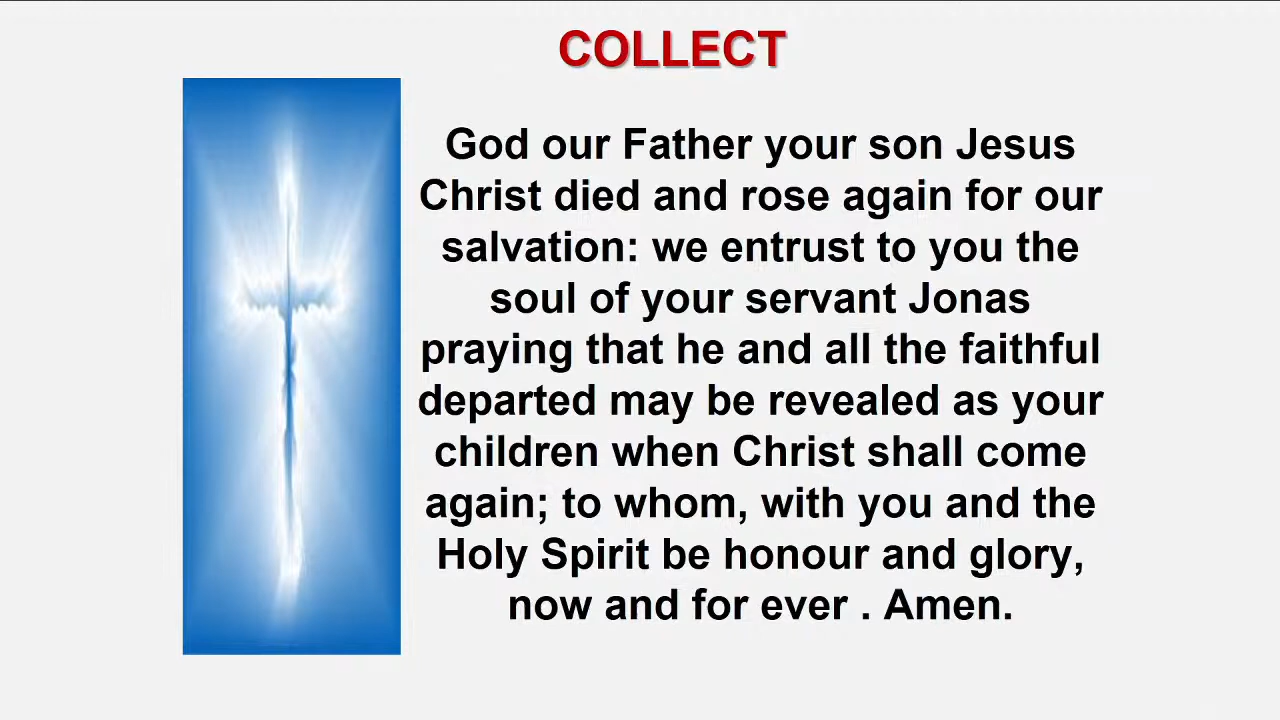 COLLECT
God our Father your son Jesus
Christ died and rose again for our
salvation: we entrust to you the
soul of your servant Jonas
praying that he and all the faithful
departed may be revealed as your
children when Christ shall come
again; to whom, with you and the
Holy Spirit be honour and glory,
now and for ever . Amen.